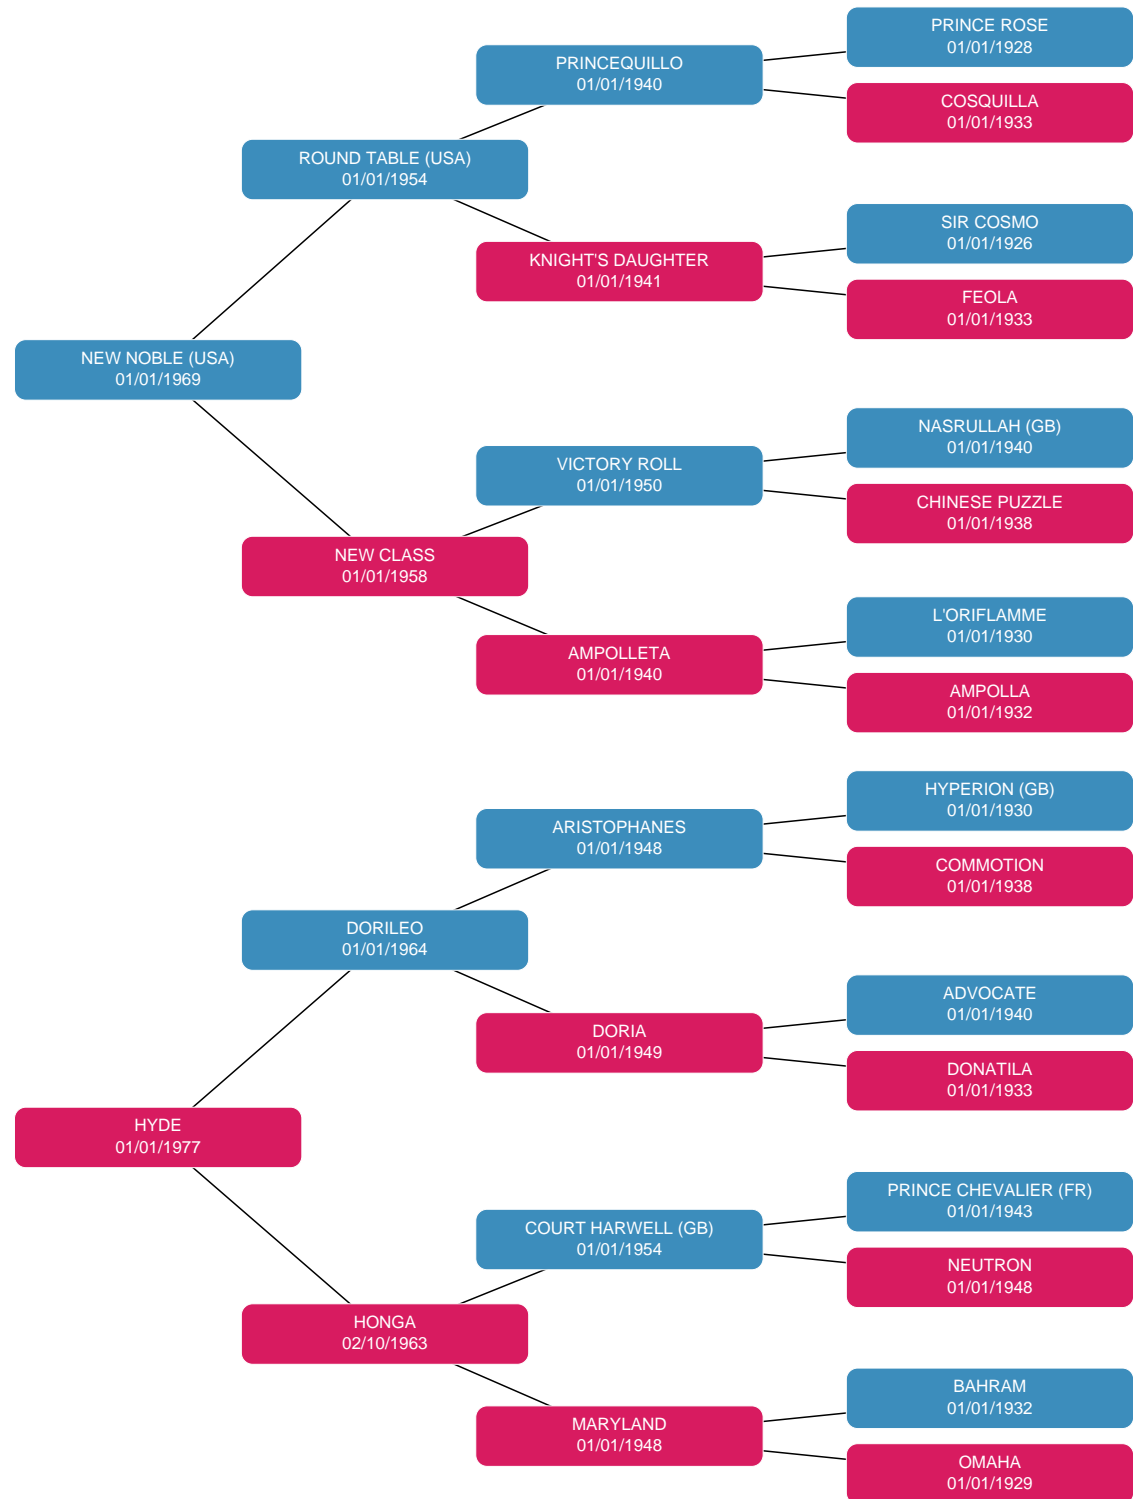 PRINCE ROSE
01/01/1928
PRINCEQUILLO
01/01/1940
COSQUILLA
01/01/1933
ROUND TABLE (USA)
01/01/1954
SIR COSMO
01/01/1926
KNIGHT'S DAUGHTER
01/01/1941
FEOLA
01/01/1933
NEW NOBLE (USA)
01/01/1969
NASRULLAH (GB)
01/01/1940
VICTORY ROLL
01/01/1950
CHINESE PUZZLE
01/01/1938
NEW CLASS
01/01/1958
L'ORIFLAMME
01/01/1930
AMPOLLETA
01/01/1940
AMPOLLA
01/01/1932
HYPERION (GB)
01/01/1930
ARISTOPHANES
01/01/1948
COMMOTION
01/01/1938
DORILEO
01/01/1964
ADVOCATE
01/01/1940
DORIA
01/01/1949
DONATILA
01/01/1933
HYDE
01/01/1977
PRINCE CHEVALIER (FR)
01/01/1943
COURT HARWELL (GB)
01/01/1954
NEUTRON
01/01/1948
HONGA
02/10/1963
BAHRAM
01/01/1932
MARYLAND
01/01/1948
OMAHA
01/01/1929